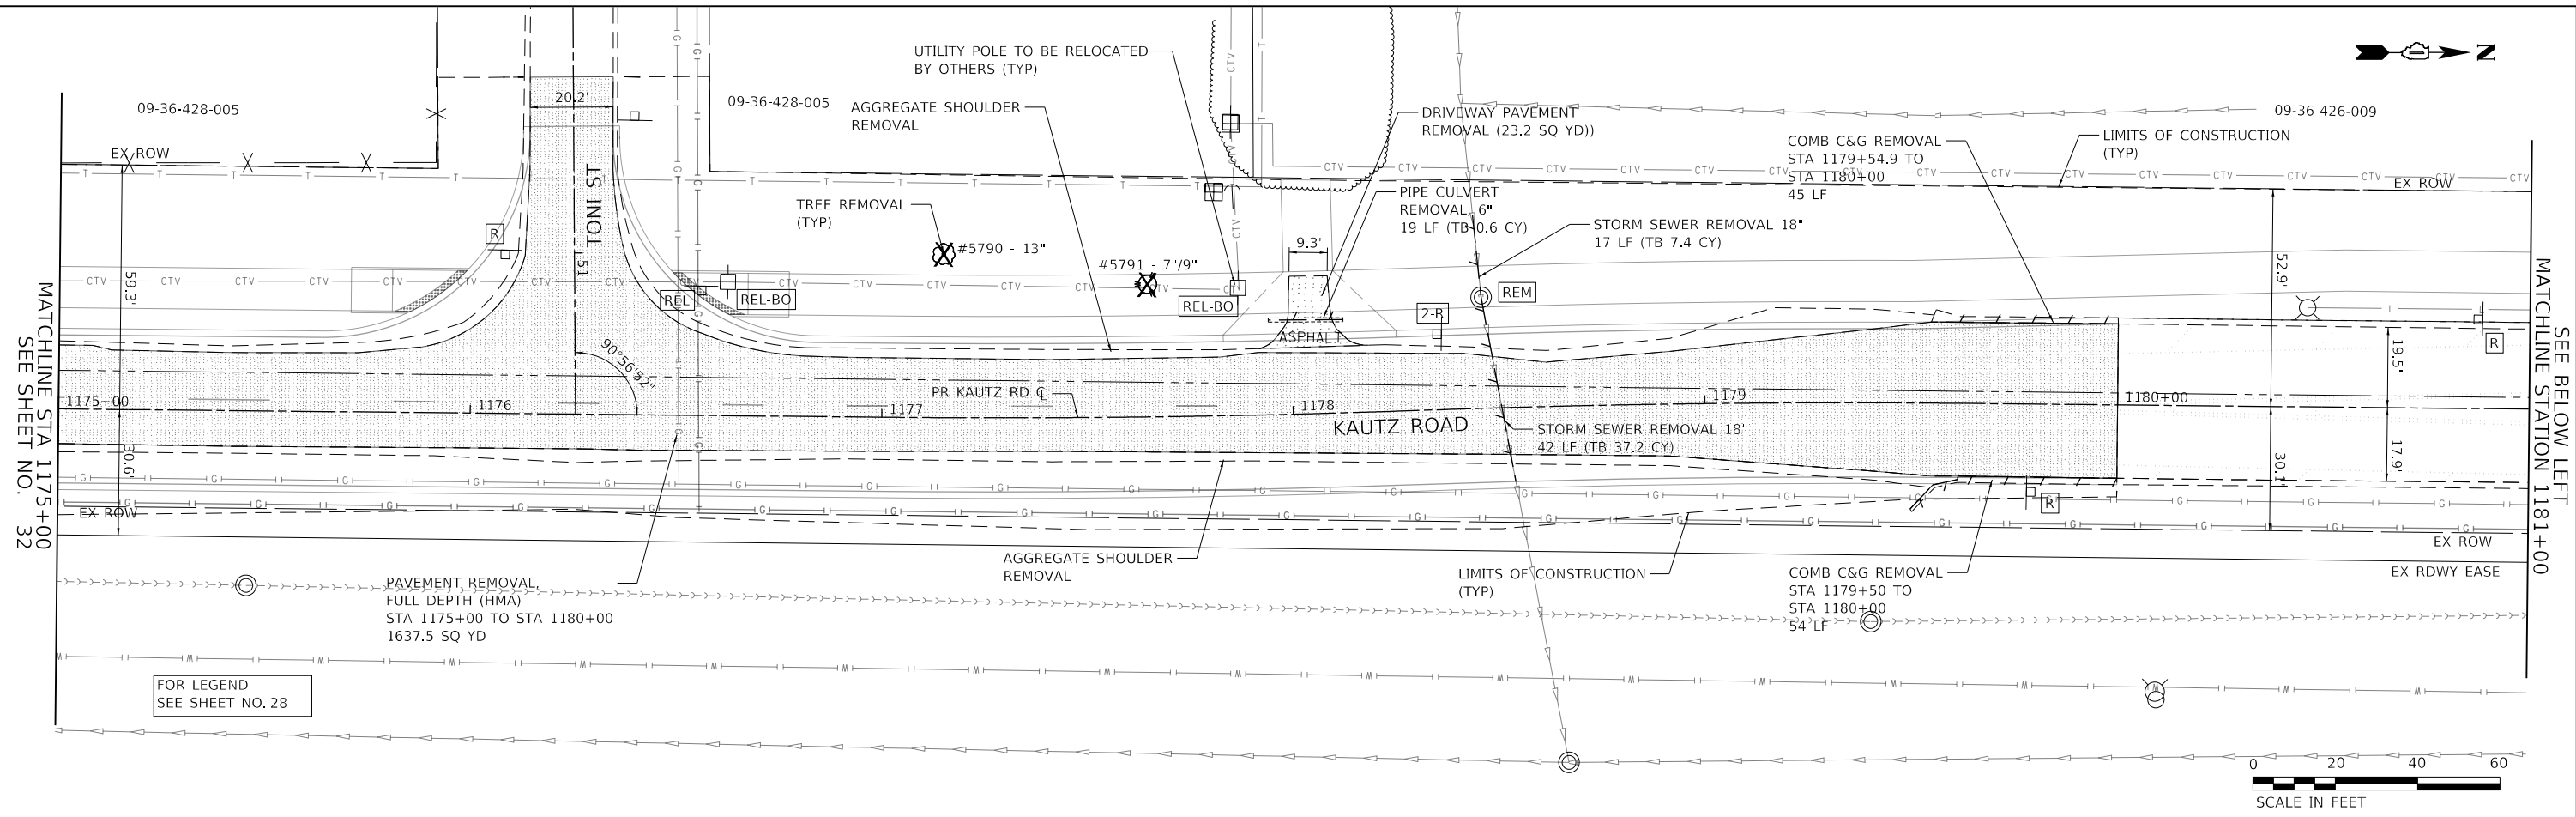 UTILITY POLE TO BE RELOCATED
BY OTHERS (TYP)
N
09-36-428-005
20.2'
09-36-428-005
AGGREGATE SHOULDER
REMOVAL
DRIVEWAY PAVEMENT
REMOVAL (23.2 SQ YD))
09-36-426-009
COMB C&G REMOVAL
STA 1179+54.9 TO
STA 1180+00
45 LF
LIMITS OF CONSTRUCTION
(TYP)
EX ROW
EX ROW
TONI ST
51
TREE REMOVAL
(TYP)
PIPE CULVERT
REMOVAL, 6"
19 LF (TB 0.6 CY)
STORM SEWER REMOVAL 18"
17 LF (TB 7.4 CY)
R
#5790 - 13"
#5791 - 7"/9"
9.3'
59.3'
52.9'
REL
REL-BO
REL-BO
2-R
REM
R
ASPHALT
90°56'52"
19.5'
MATCHLINE STA 1175+00
SEE SHEET NO. 32
SEE BELOW LEFT
MATCHLINE STATION 1181+00
1175+00
1176
1177
PR KAUTZ RD ℄
1178
1179
1180+00
KAUTZ ROAD
STORM SEWER REMOVAL 18"
42 LF (TB 37.2 CY)
30.6'
30.1'
17.9'
R
EX ROW
EX ROW
EX RDWY EASE
AGGREGATE SHOULDER
REMOVAL
LIMITS OF CONSTRUCTION
(TYP)
COMB C&G REMOVAL
STA 1179+50 TO
STA 1180+00
54 LF
PAVEMENT REMOVAL,
FULL DEPTH (HMA)
STA 1175+00 TO STA 1180+00
1637.5 SQ YD
FOR LEGEND
SEE SHEET NO. 28
0 20 40 60
SCALE IN FEET